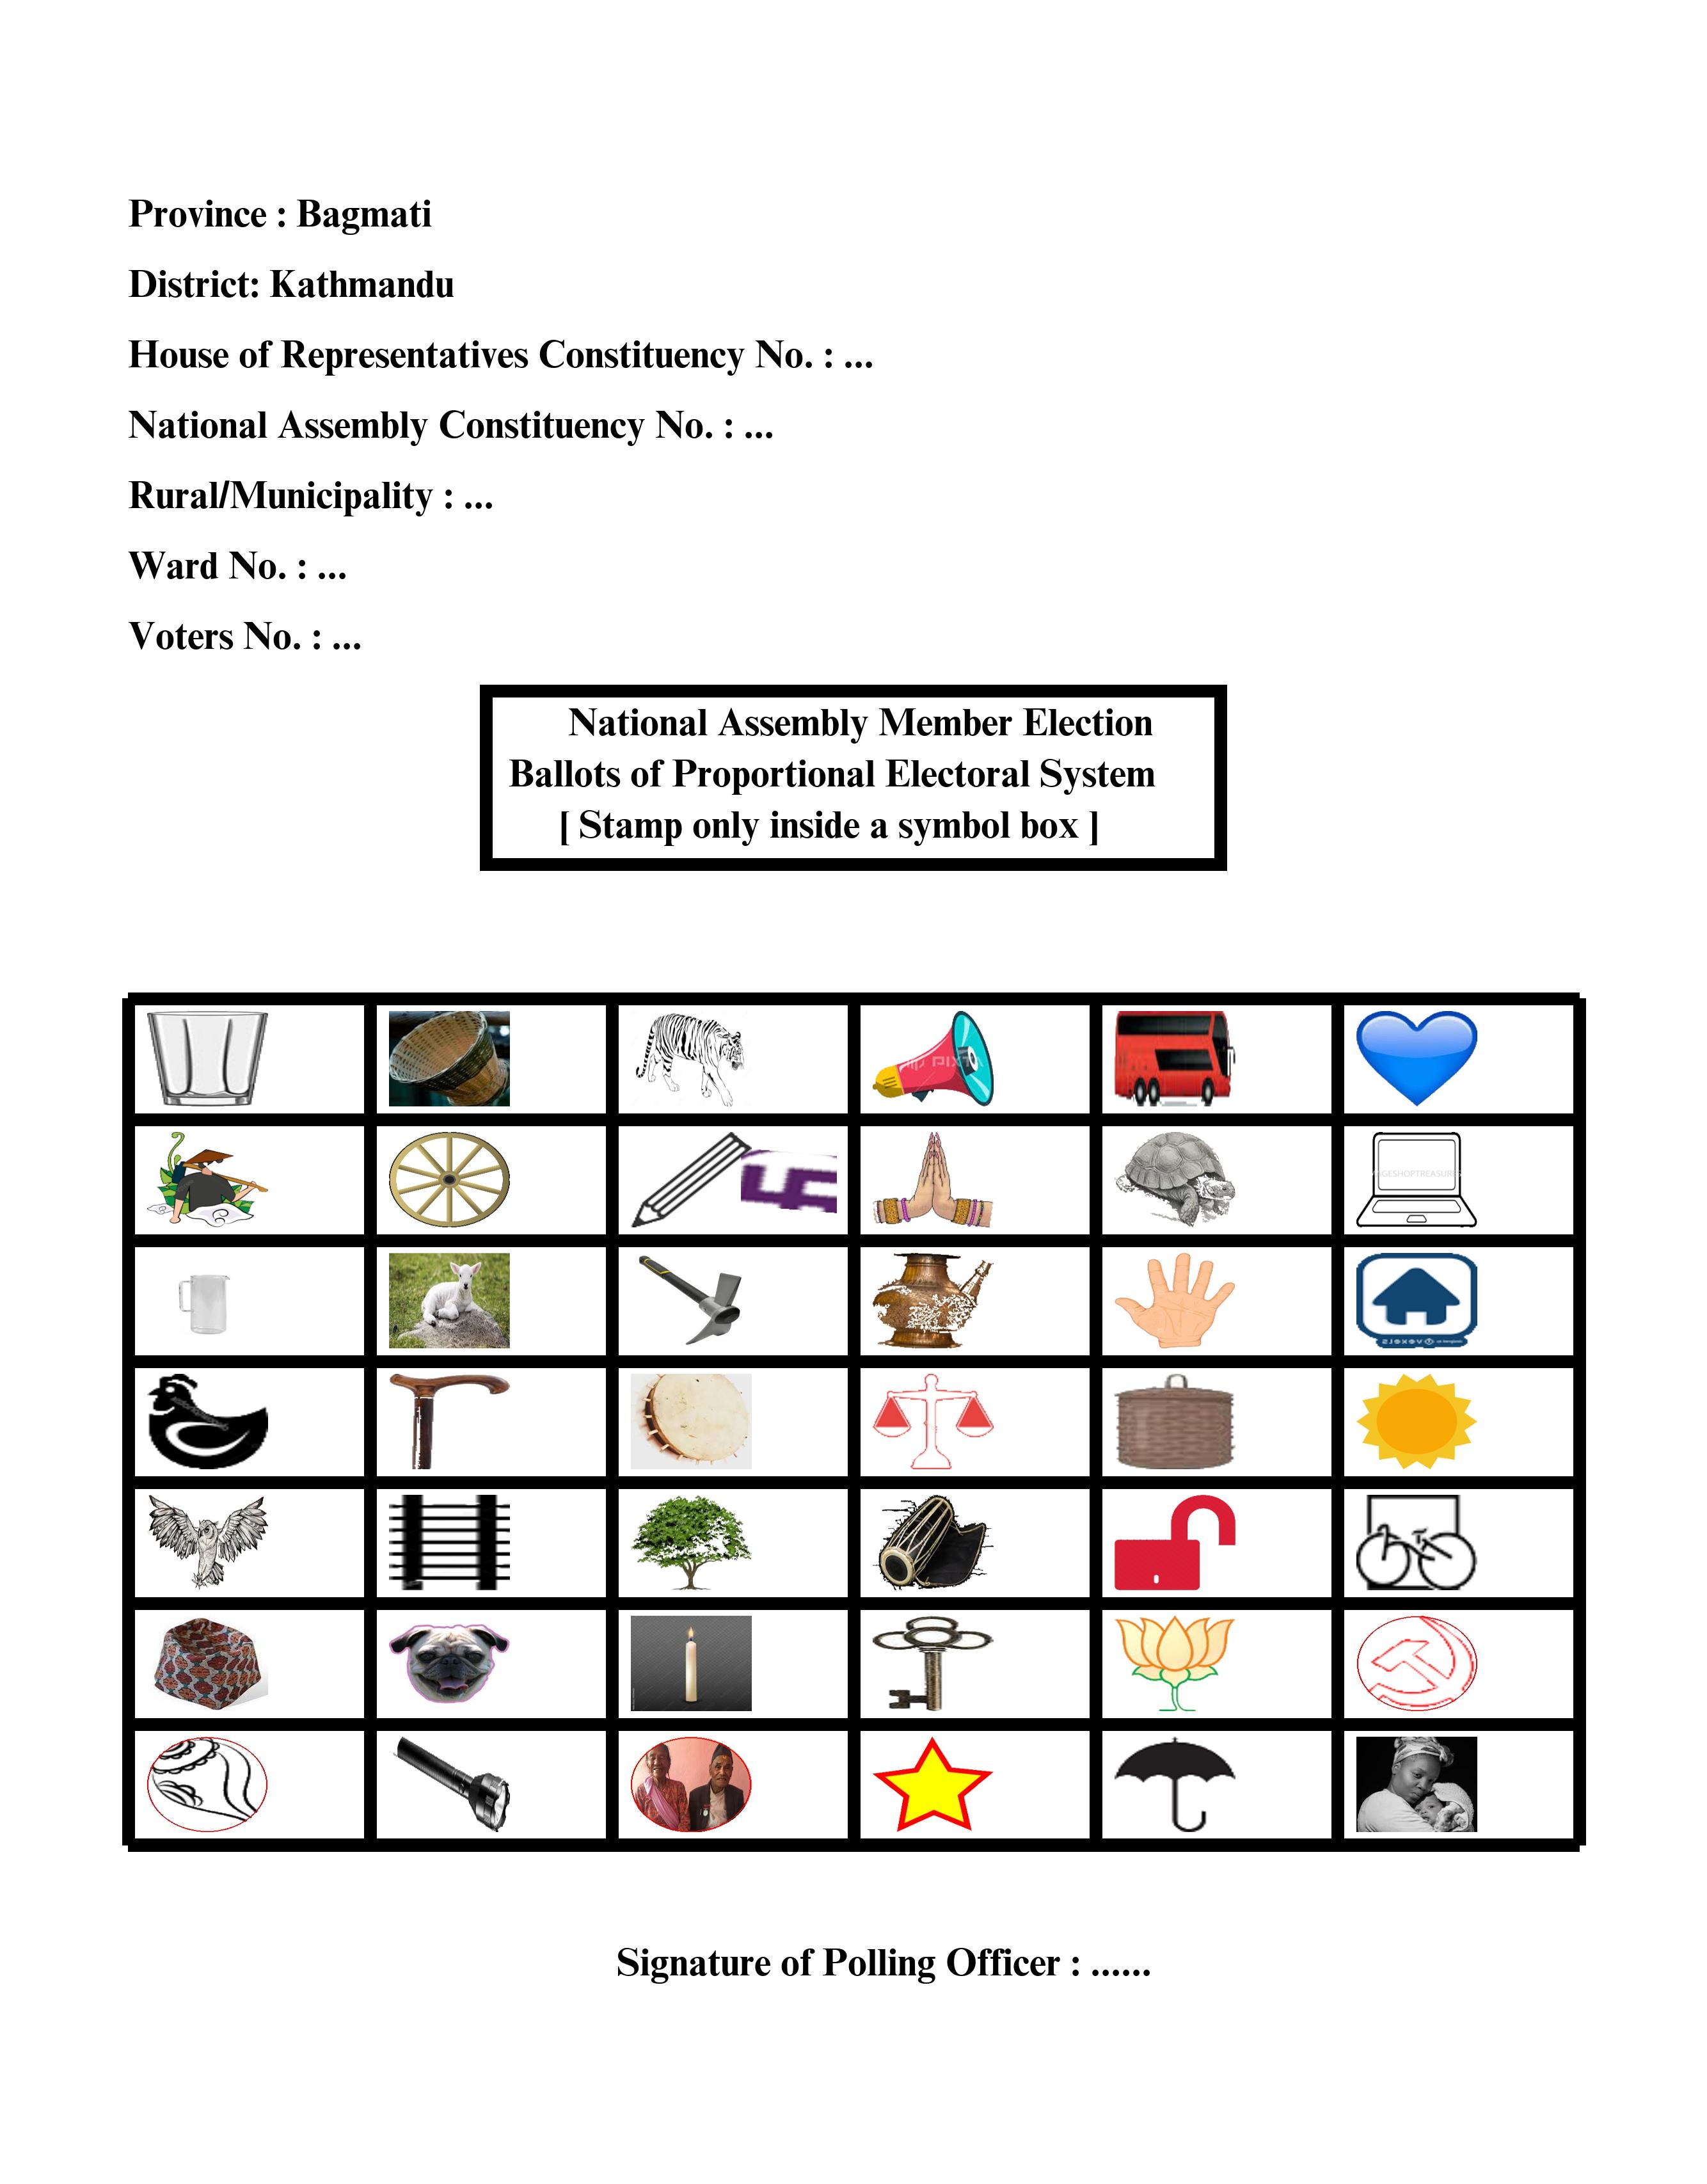 Province : Bagmati
District: Kathmandu
House of Representatives Constituency No. : ...
National Assembly Constituency No. : ...
Rural/Municipality : ...
Ward No. : ...
Voters No. : ...
National Assembly Member Election
Ballots of Proportional Electoral System
[ Stamp only inside a symbol box ]
Signature of Polling Officer : ......